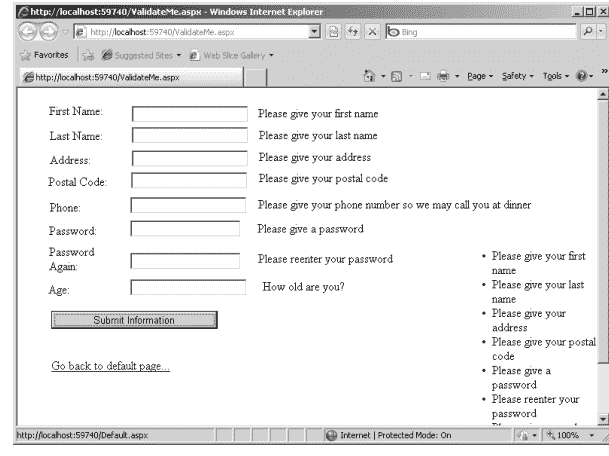 http://localhost:59740/ValidateMe.aspx - Windows Internet Explorer
http://localhost:59740/ValidateMe.aspx
Bing
Favorites Suggested Sites Web Slice Gallery
http://localhost:59740/ValidateMe.aspx
Page Safety Tools »
First Name: Please give your first name
Last Name: Please give your last name
Address: Please give your address
Postal Code: Please give your postal code
Phone: Please give your phone number so we may call you at dinner
Password: Please give a password
Password
Again: Please reenter your password
Age: How old are you?
Submit Information
Go back to default page...
• Please give your first
name
• Please give your last
name
• Please give your
address
• Please give your postal
code
• Please give a
password
• Please reenter your
password
http://localhost:59740/Default.aspx Internet | Protected Mode: On 100%